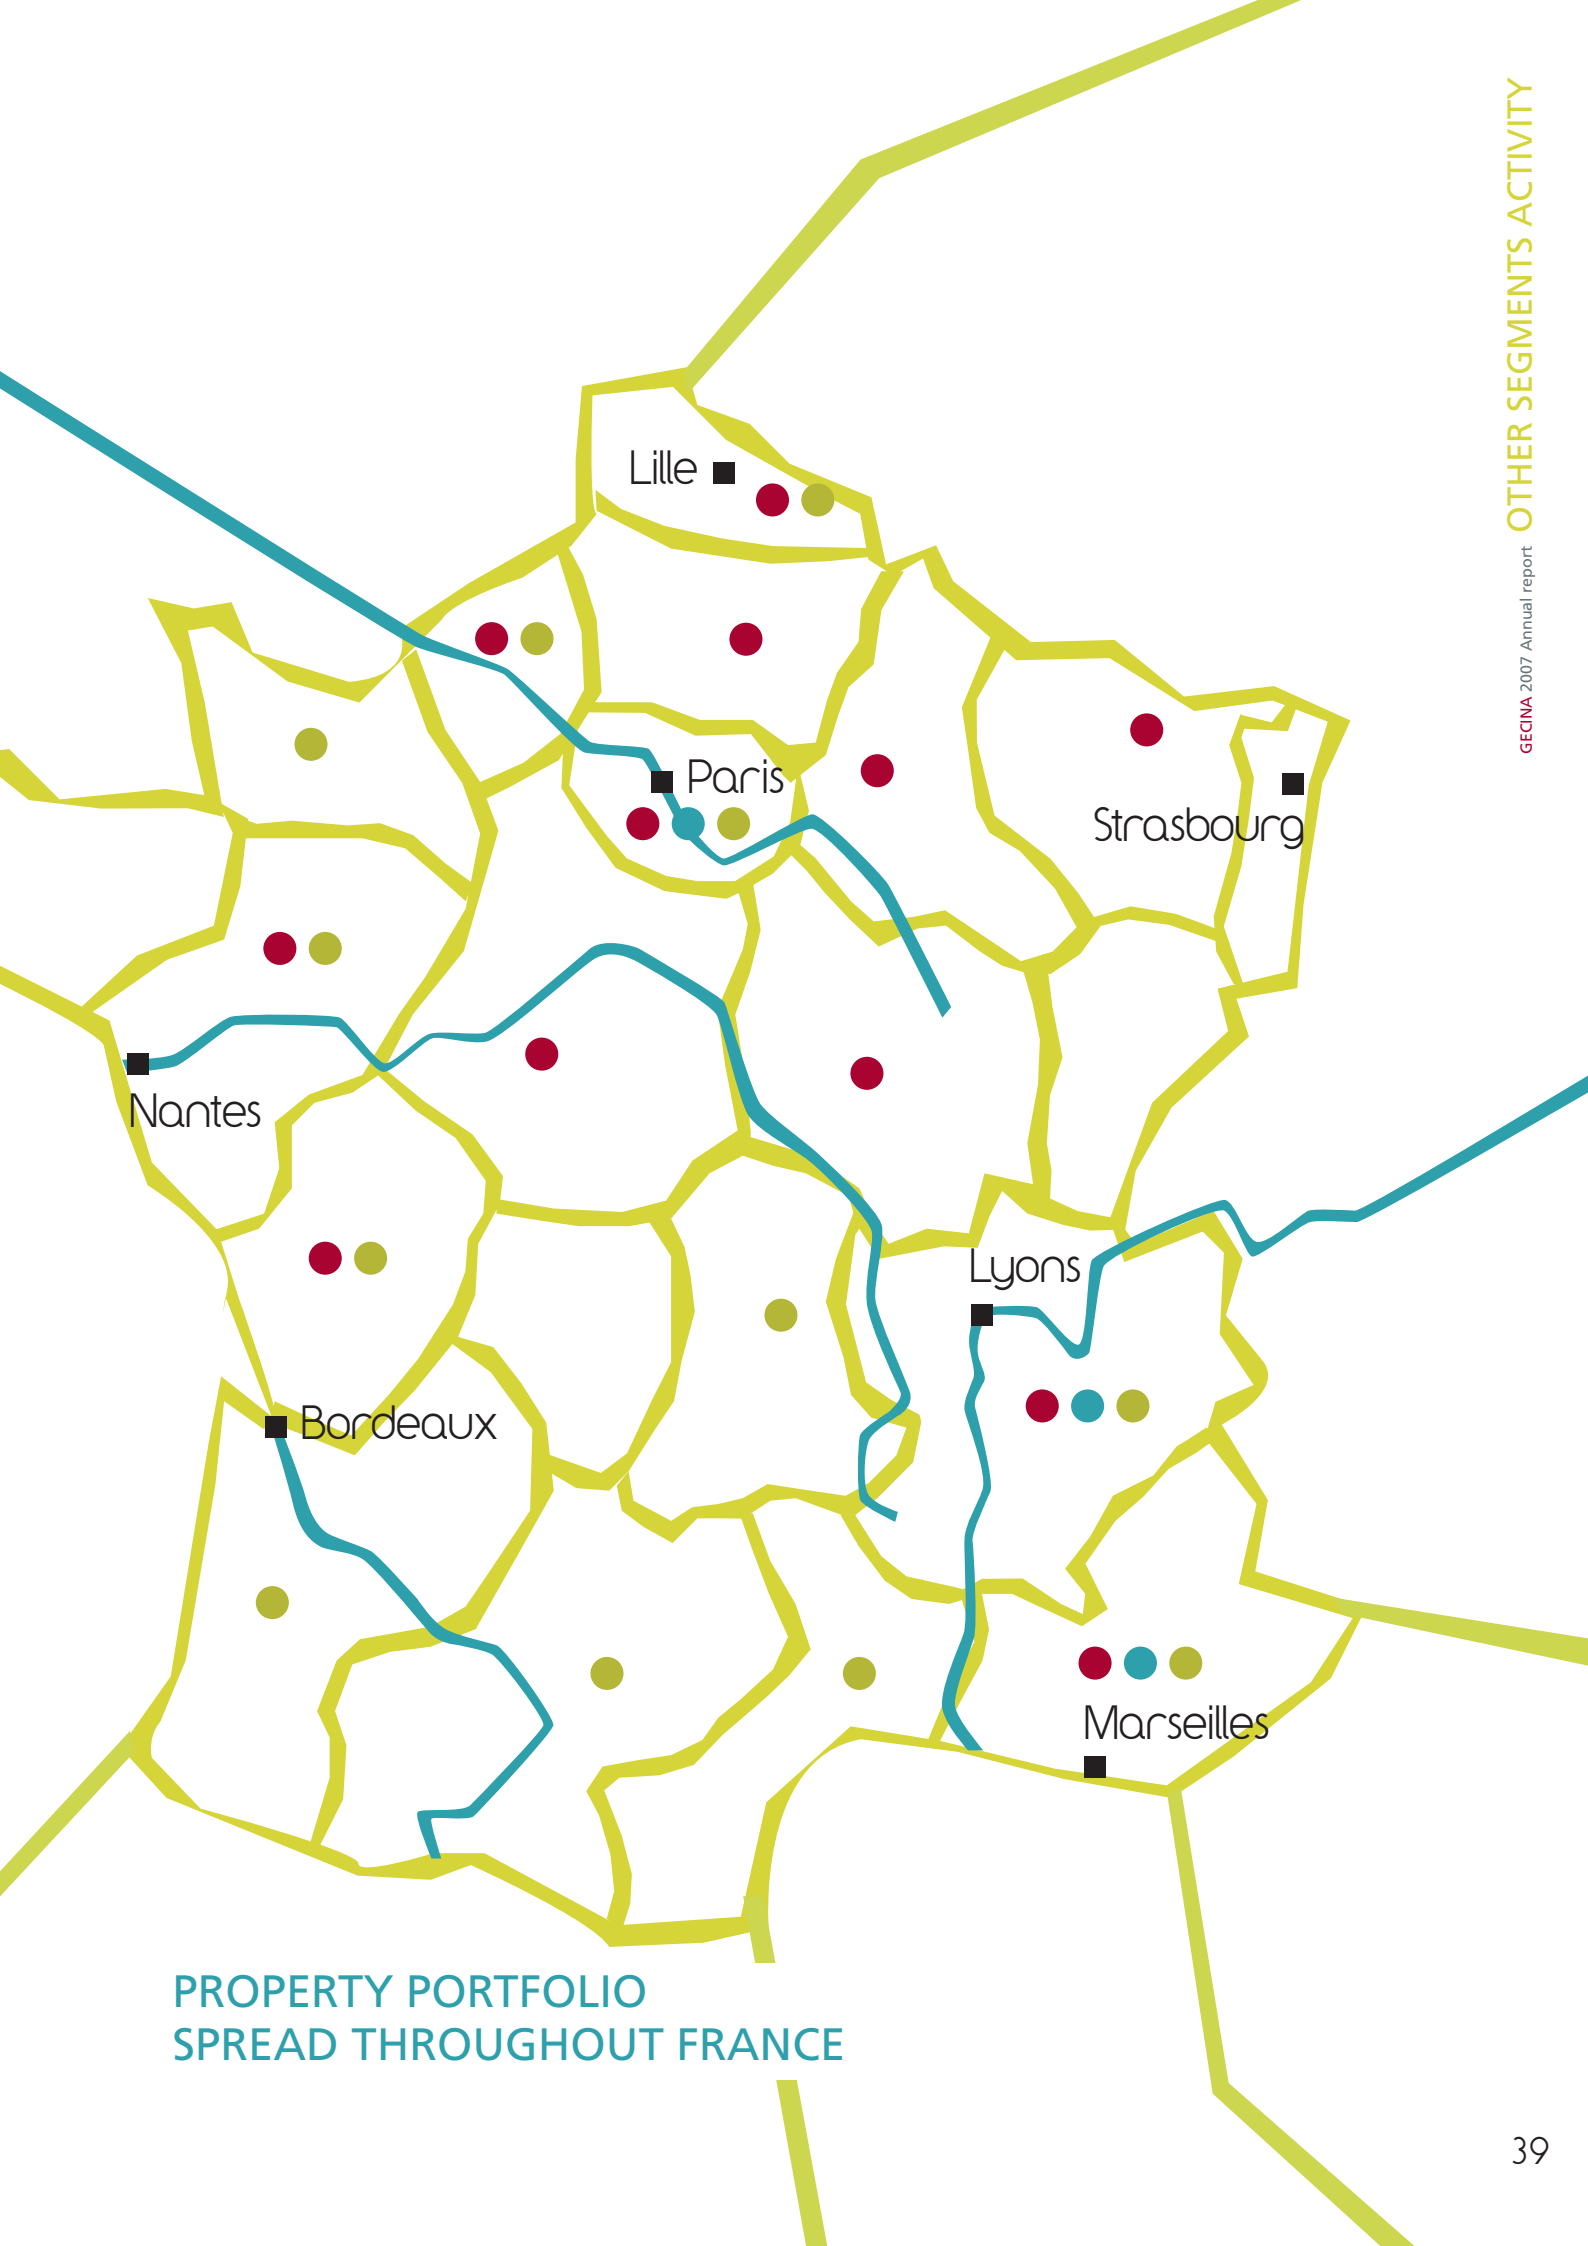 GECINA 2007 Annual report OTHER SEGMENTS ACTIVITY
Lille
Paris
Strasbourg
Nantes
Lyons
Bordeaux
Marseilles
PROPERTY PORTFOLIO
SPREAD THROUGHOUT FRANCE
39